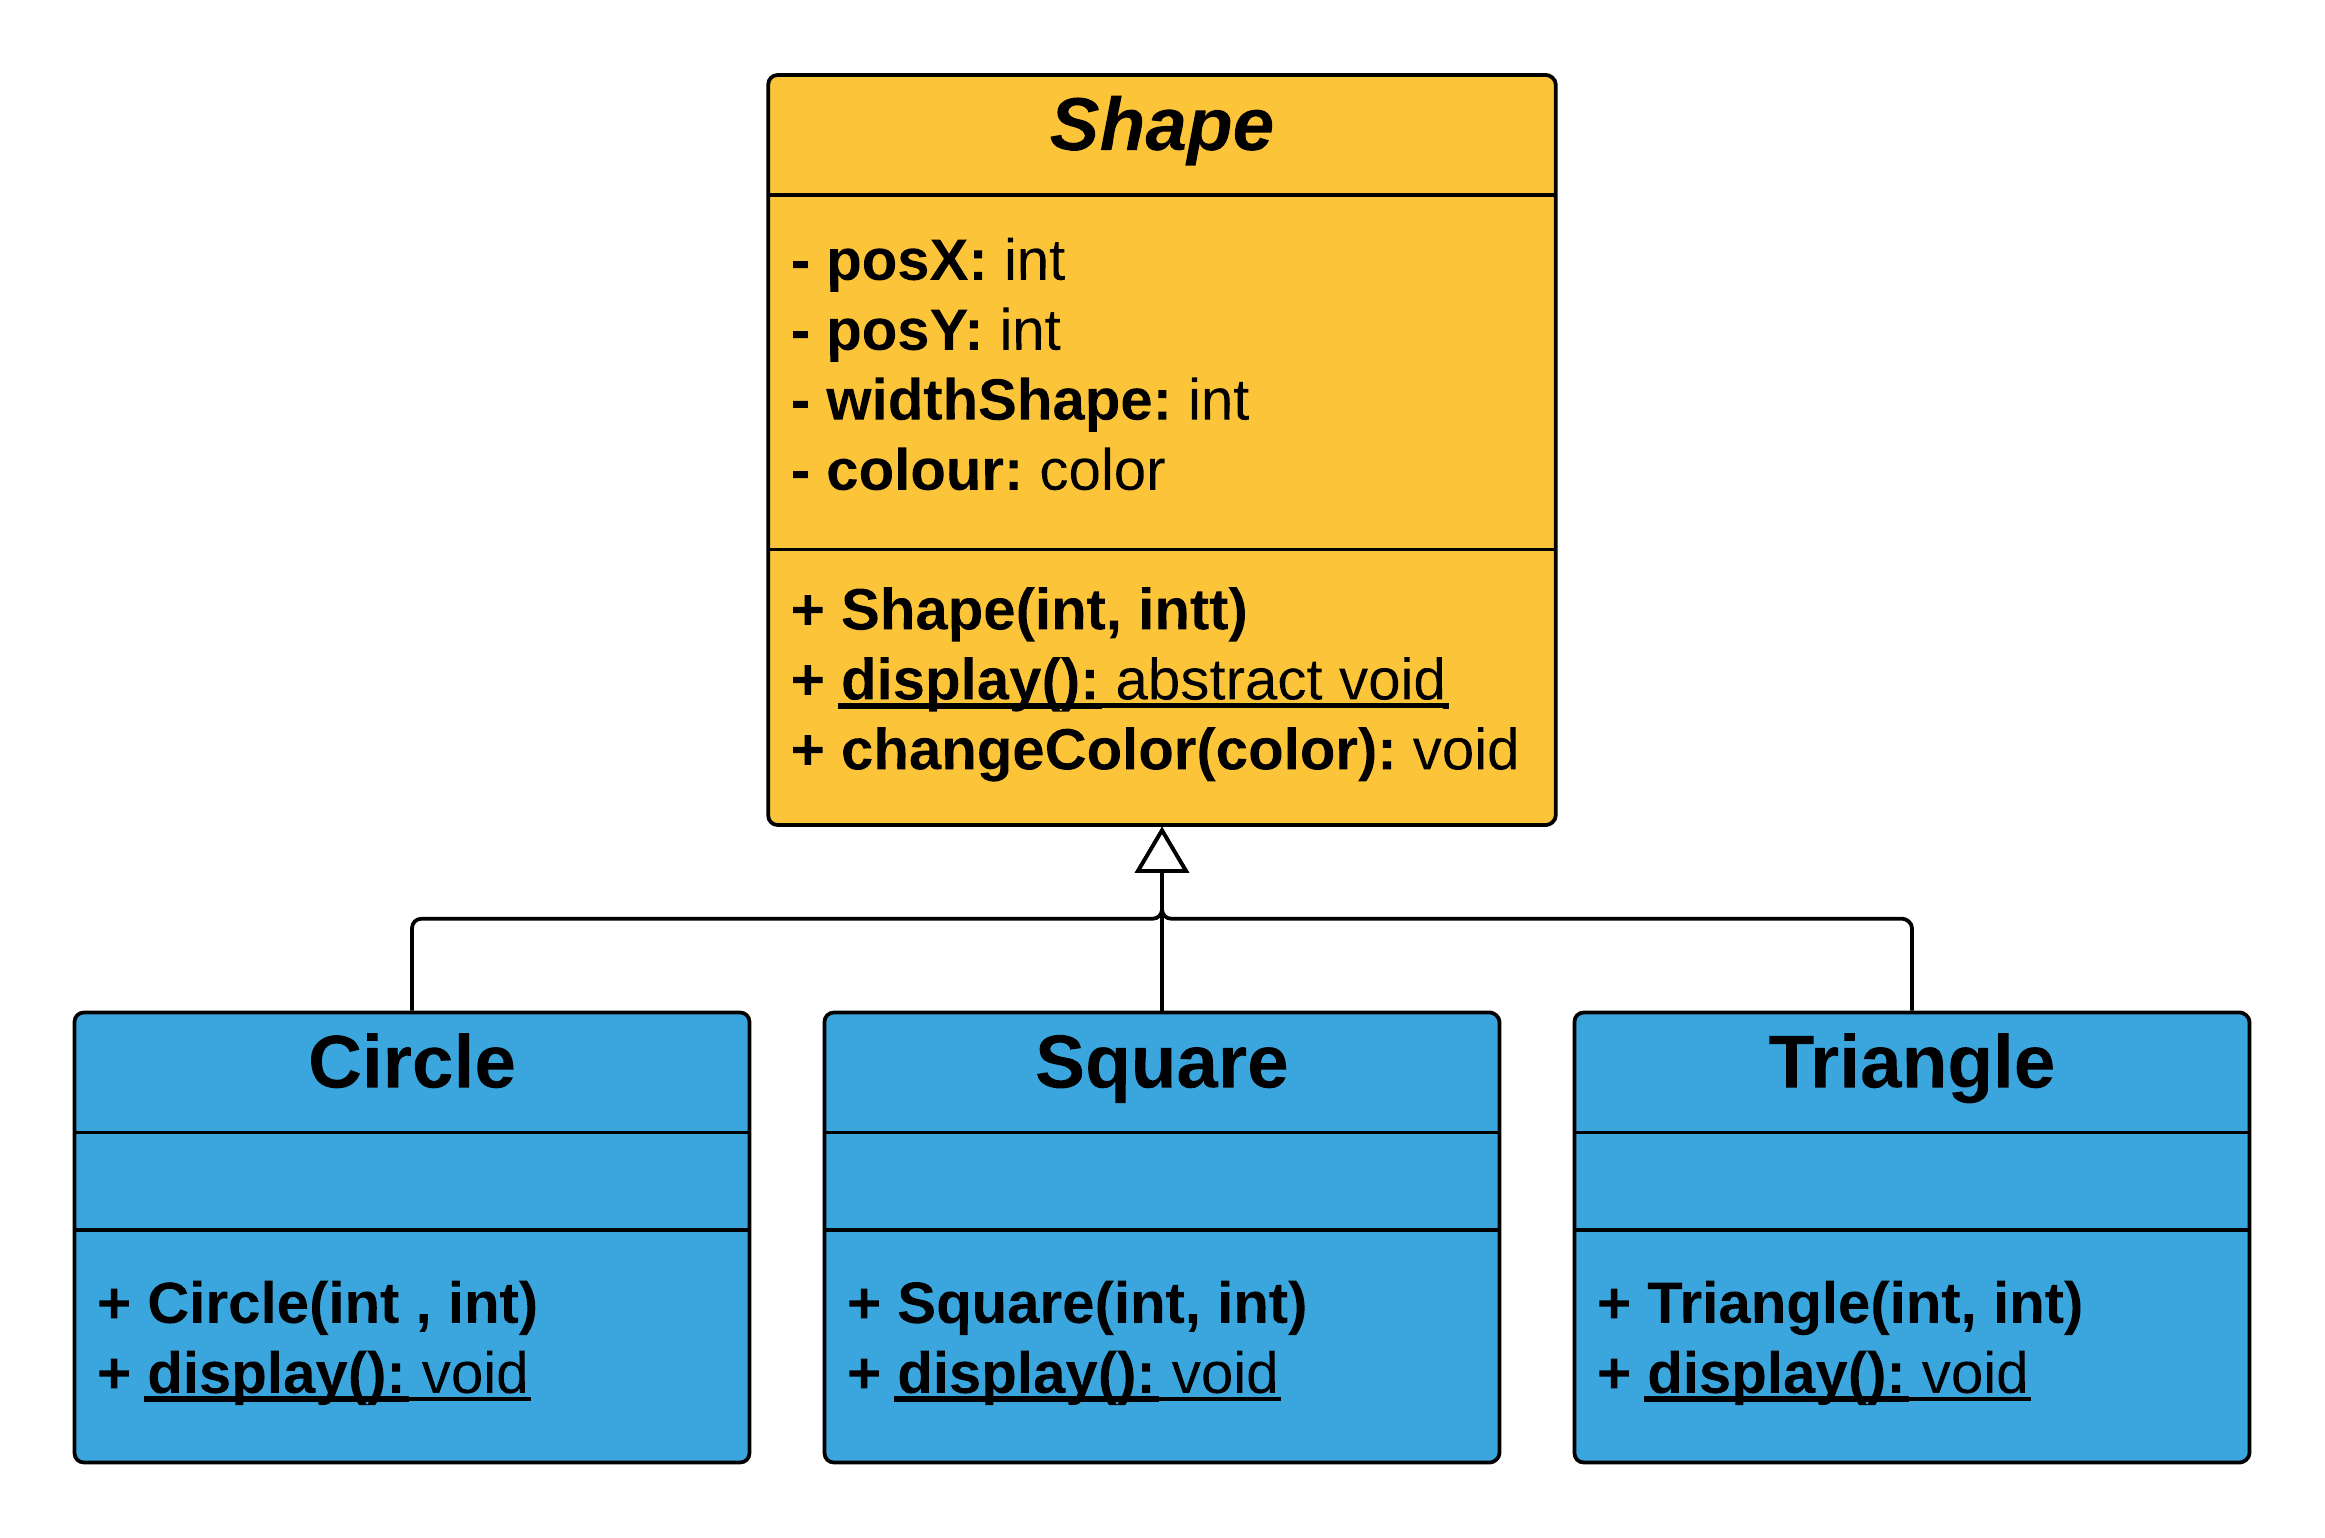 Shape
- posX: int
- posY: int
- widthShape: int
- colour: color
+ Shape(int, intt)
+ display(): abstract void
+ changeColor(color): void
Circle
+ Circle(int , int)
+ display(): void
Square
+ Square(int, int)
+ display(): void
Triangle
+ Triangle(int, int)
+ display(): void